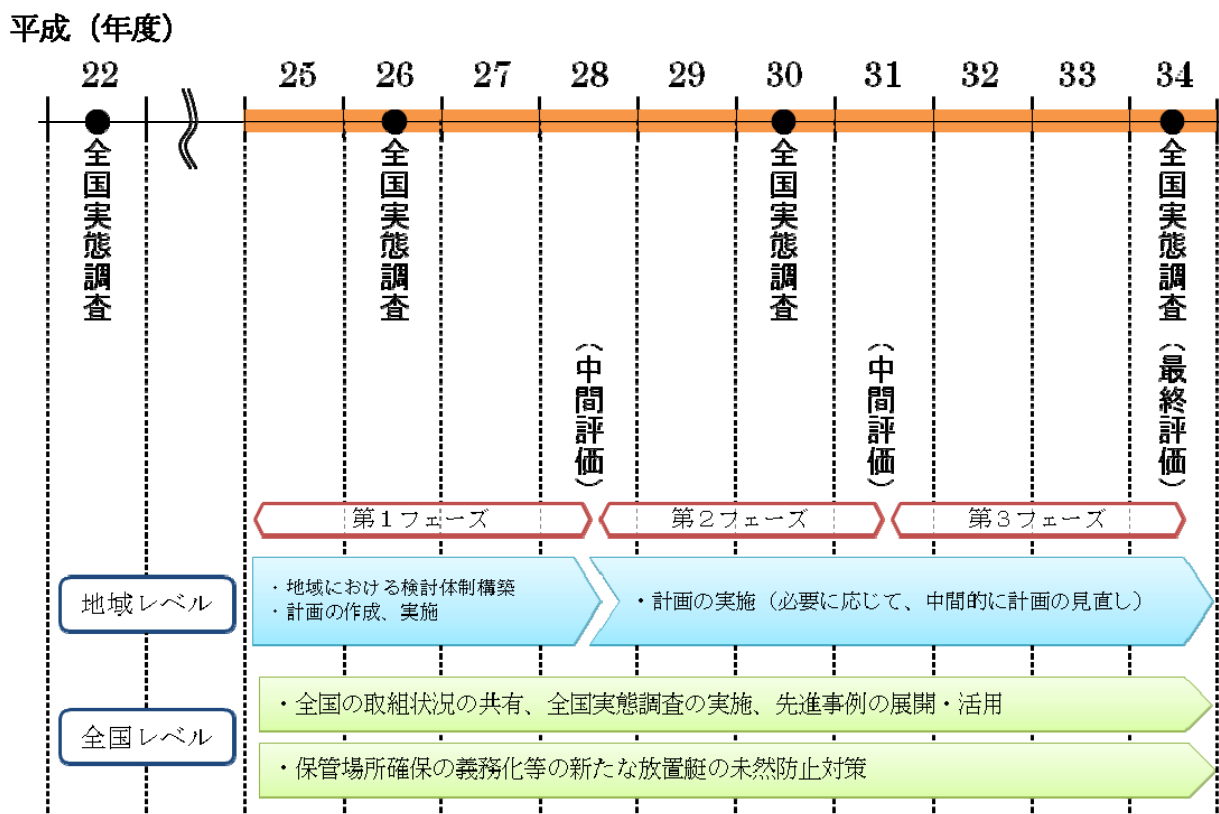 平成（年度）
22 25 26 27 28 29 30 31 32 33 34
全国実態調査
全国実態調査
全国実態調査
全国実態調査
（中間評価）
（中間評価）
（最終評価）
第１フェーズ
第２フェーズ
第３フェーズ
地域レベル
・地域における検討体制構築
・計画の作成、実施
・計画の実施（必要に応じて、中間的に計画の見直し）
全国レベル
・全国の取組状況の共有、全国実態調査の実施、先進事例の展開・活用
・保管場所確保の義務化等の新たな放置艇の未然防止対策